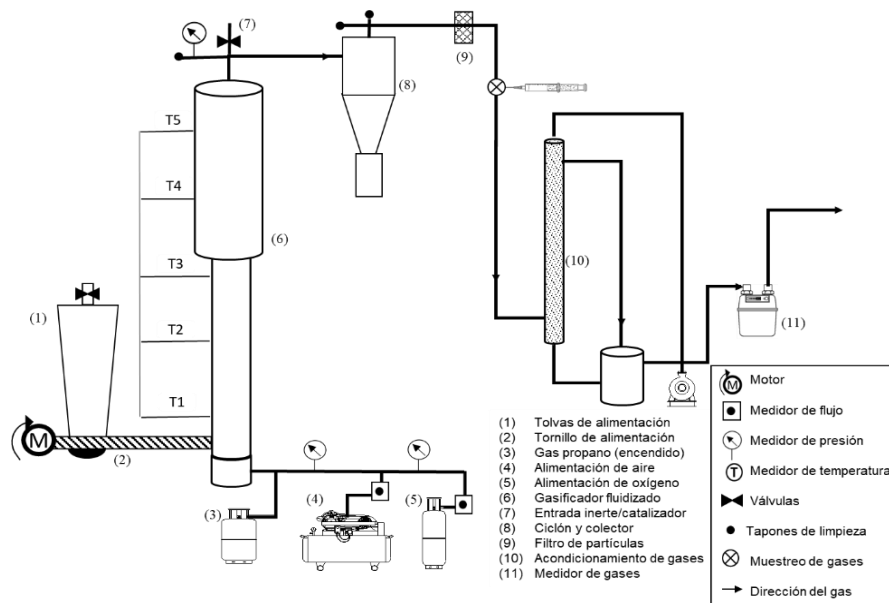 (7)
(9)
(8)
T5
T4
(6)
T3
(10)
(1)
T2
(11)
T1
M
(2)
(3)
(4)
(5)
(1) Tolvas de alimentación
(2) Tornillo de alimentación
(3) Gas propano (encendido)
(4) Alimentación de aire
(5) Alimentación de oxígeno
(6) Gasificador fluidizado
(7) Entrada inerte/catalizador
(8) Ciclón y colector
(9) Filtro de partículas
(10) Acondicionamiento de gases
(11) Medidor de gases
M Motor
Medidor de flujo
Medidor de presión
T Medidor de temperatura
Válvulas
Tapones de limpieza
Muestreo de gases
Dirección del gas